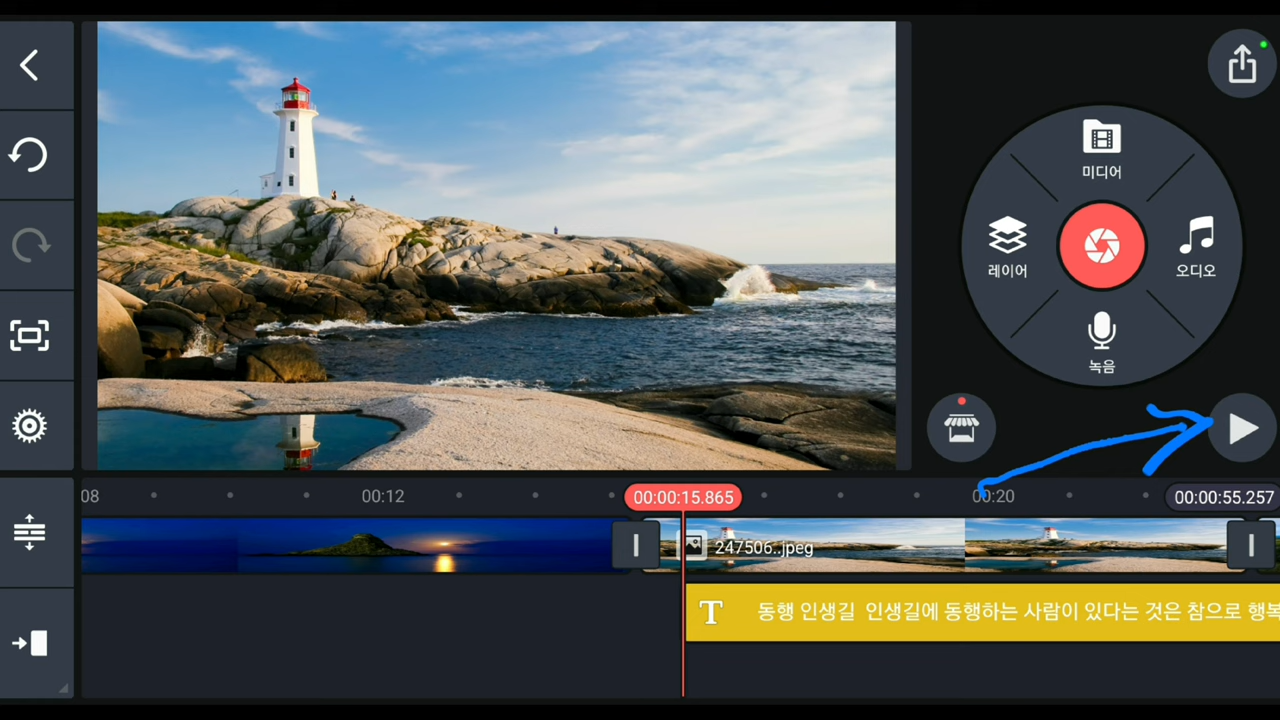 미디어
레이어
오디오
녹음
08
00:12
00:00:15.865
00:20
00:00:55.257
247506..jpeg
T 동행 인생길 인생길에 동행하는 사람이 있다는 것은 참으로 행복